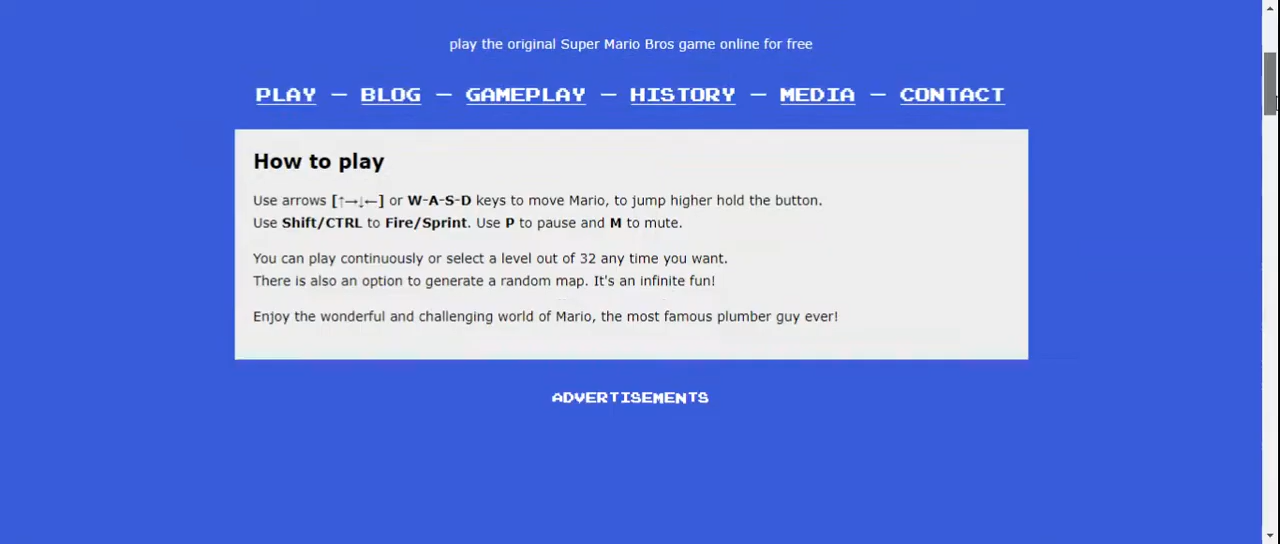 play the original Super Mario Bros game online for free
PLAY — BLOG — GAMEPLAY — HISTORY — MEDIA — CONTACT
How to play
Use arrows [↑→↓←] or W-A-S-D keys to move Mario, to jump higher hold the button.
Use Shift/CTRL to Fire/Sprint. Use P to pause and M to mute.
You can play continuously or select a level out of 32 any time you want.
There is also an option to generate a random map. It's an infinite fun!
Enjoy the wonderful and challenging world of Mario, the most famous plumber guy ever!
ADVERTISEMENTS